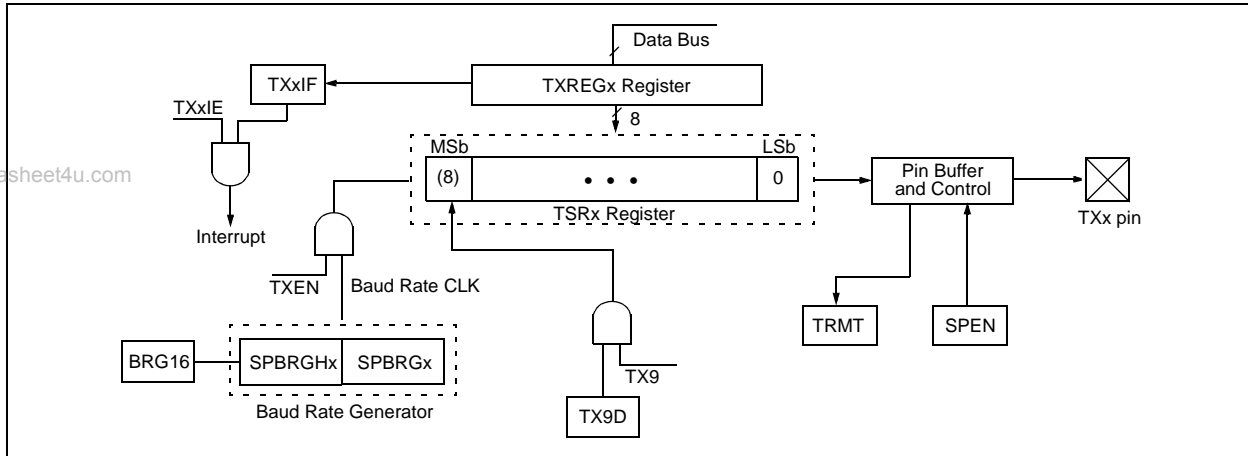 Data Bus
TXxIF
TXREGx Register
TXxIE
8
MSb
LSb
asheet4u.com
(8)
• • •
0
Pin Buffer
and Control
TSRx Register
TXx pin
Interrupt
TXEN
Baud Rate CLK
TRMT
SPEN
BRG16
SPBRGHx
SPBRGx
TX9
Baud Rate Generator
TX9D